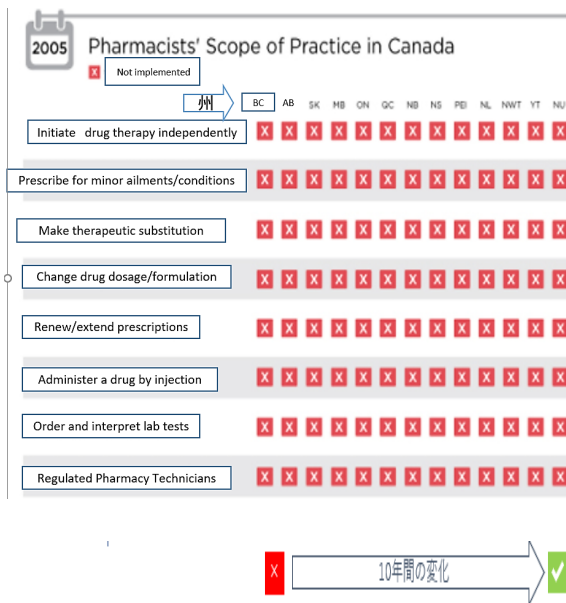 2005 Pharmacists' Scope of Practice in Canada
X Not implemented
州 BC AB SK MB ON QC NB NS PEI NL NWT YT NU
Initiate drug therapy independently X X X X X X X X X X X X X
Prescribe for minor ailments/conditions X X X X X X X X X X X X X
Make therapeutic substitution X X X X X X X X X X X X X
Change drug dosage/formulation X X X X X X X X X X X X X
Renew/extend prescriptions X X X X X X X X X X X X X
Administer a drug by injection X X X X X X X X X X X X X
Order and interpret lab tests X X X X X X X X X X X X X
Regulated Pharmacy Technicians X X X X X X X X X X X X X
X 10年間の変化 ✓